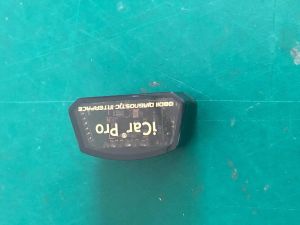 OBDII DIAGNOSTIC INTERFACE
iCar® Pro